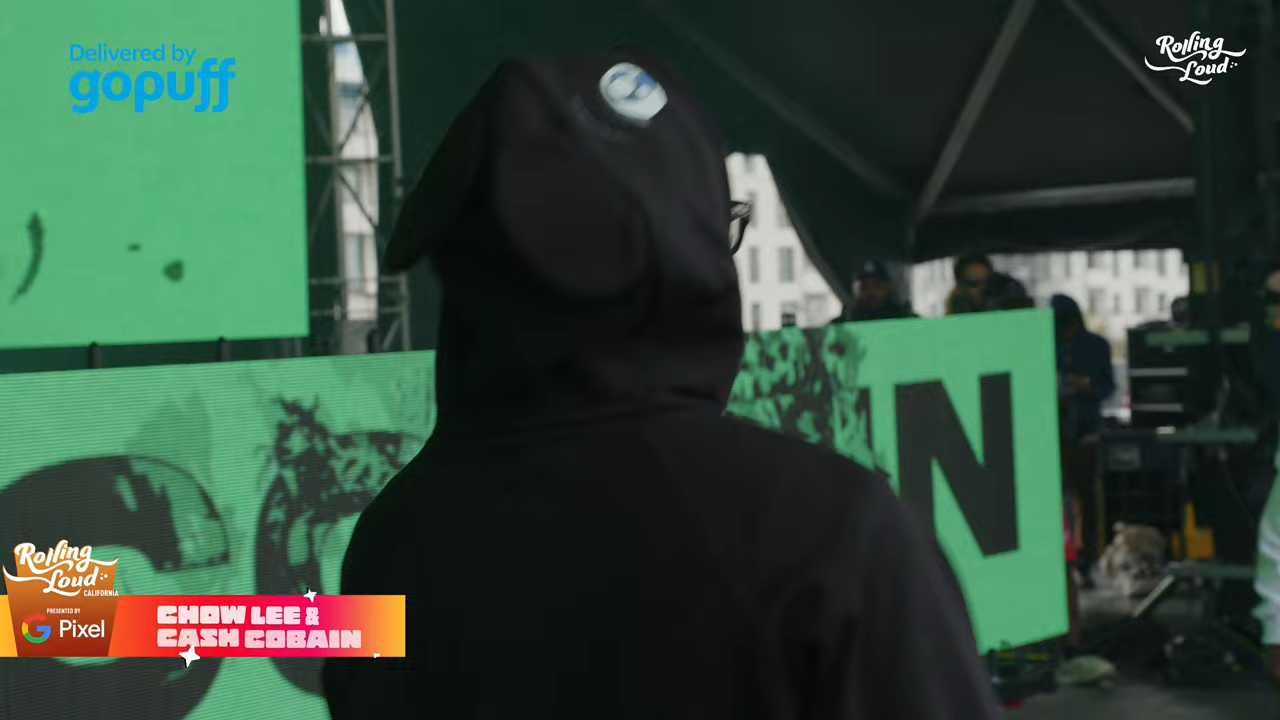 Delivered by
gopuff
Rolling
Loud
N
Rolling
Loud
CALIFORNIA
PRESENTED BY
Pixel
CHOW LEE &
CASH COBAIN